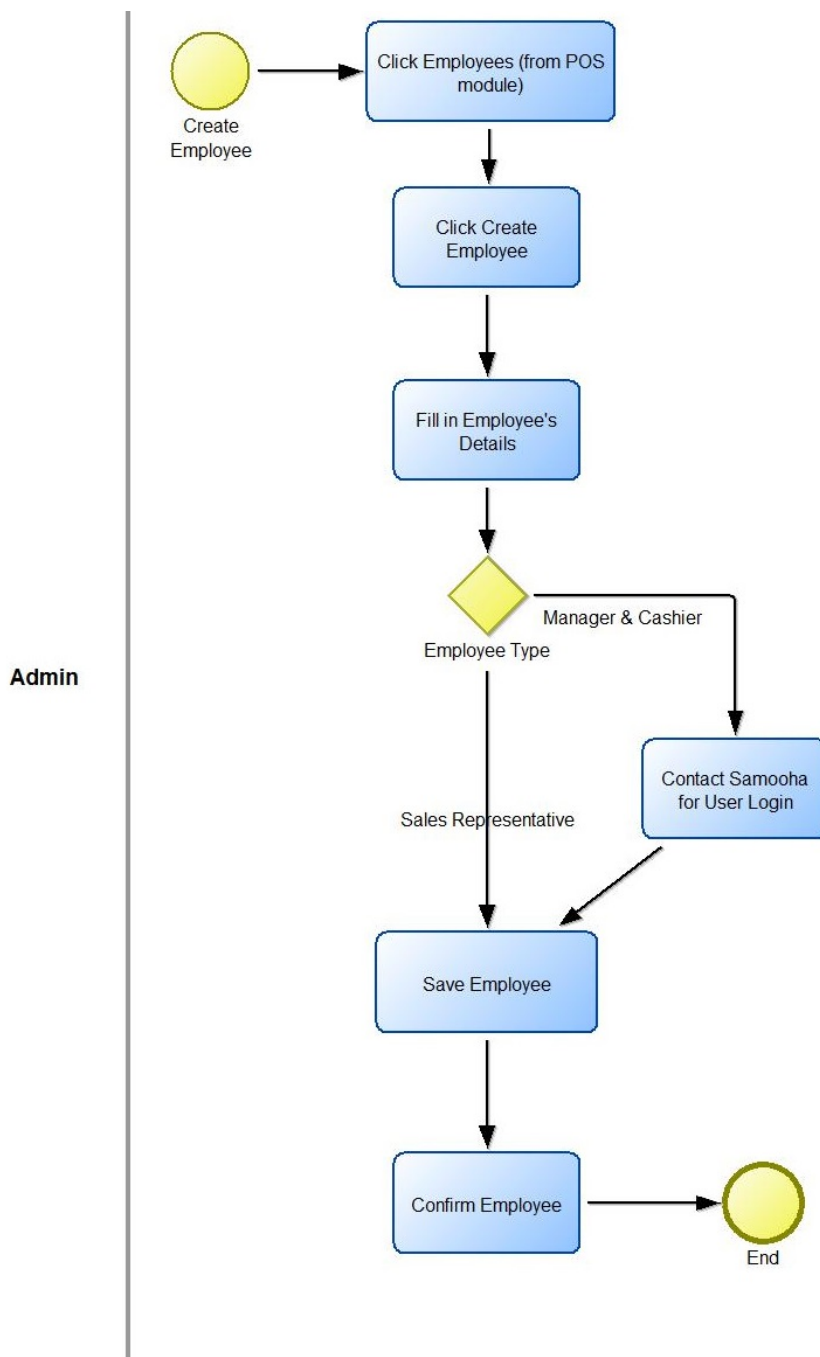 Click Employees (from POS
module)
Create
Employee
Click Create
Employee
Fill in Employee's
Details
Manager & Cashier
Employee Type
Admin
Contact Samooha
for User Login
Sales Representative
Save Employee
Confirm Employee
End